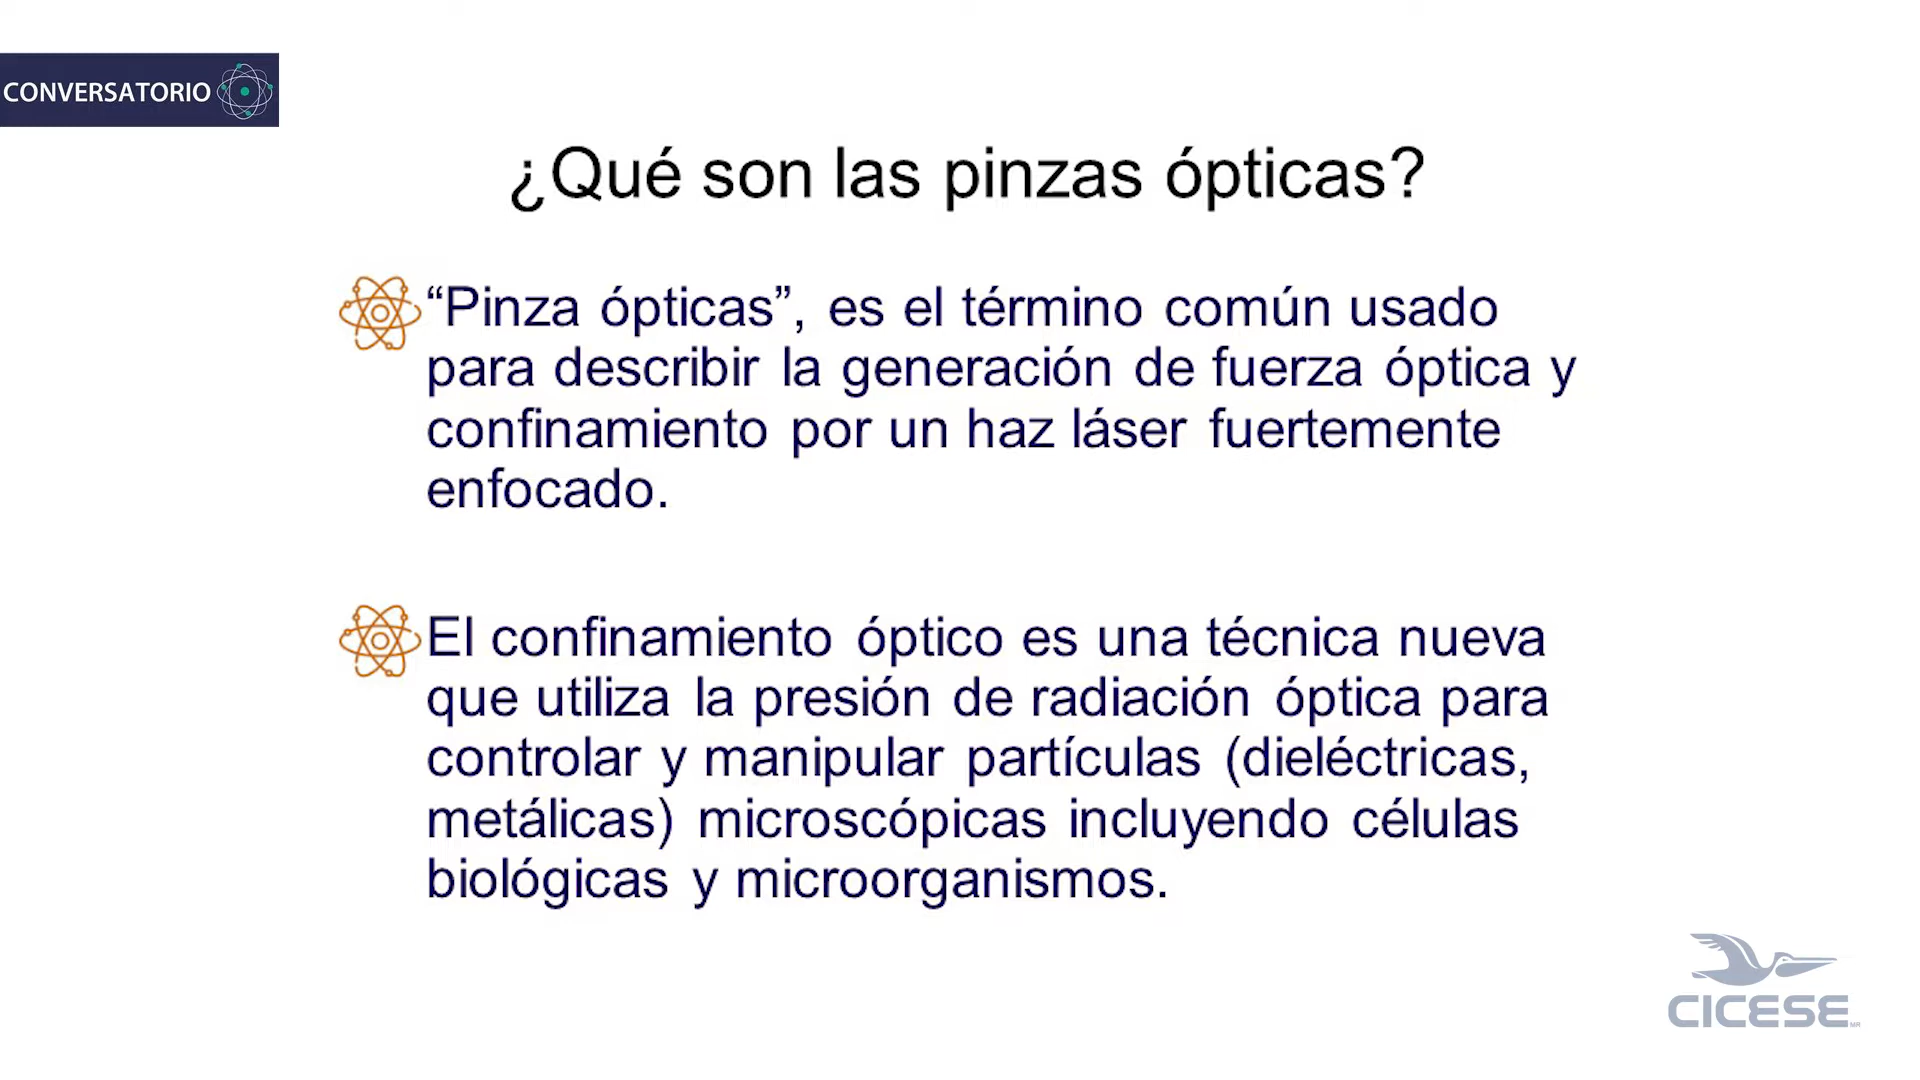 CONVERSATORIO
¿Qué son las pinzas ópticas?
“Pinza ópticas”, es el término común usado
para describir la generación de fuerza óptica y
confinamiento por un haz láser fuertemente
enfocado.
El confinamiento óptico es una técnica nueva
que utiliza la presión de radiación óptica para
controlar y manipular partículas (dieléctricas,
metálicas) microscópicas incluyendo células
biológicas y microorganismos.
CICESE MR